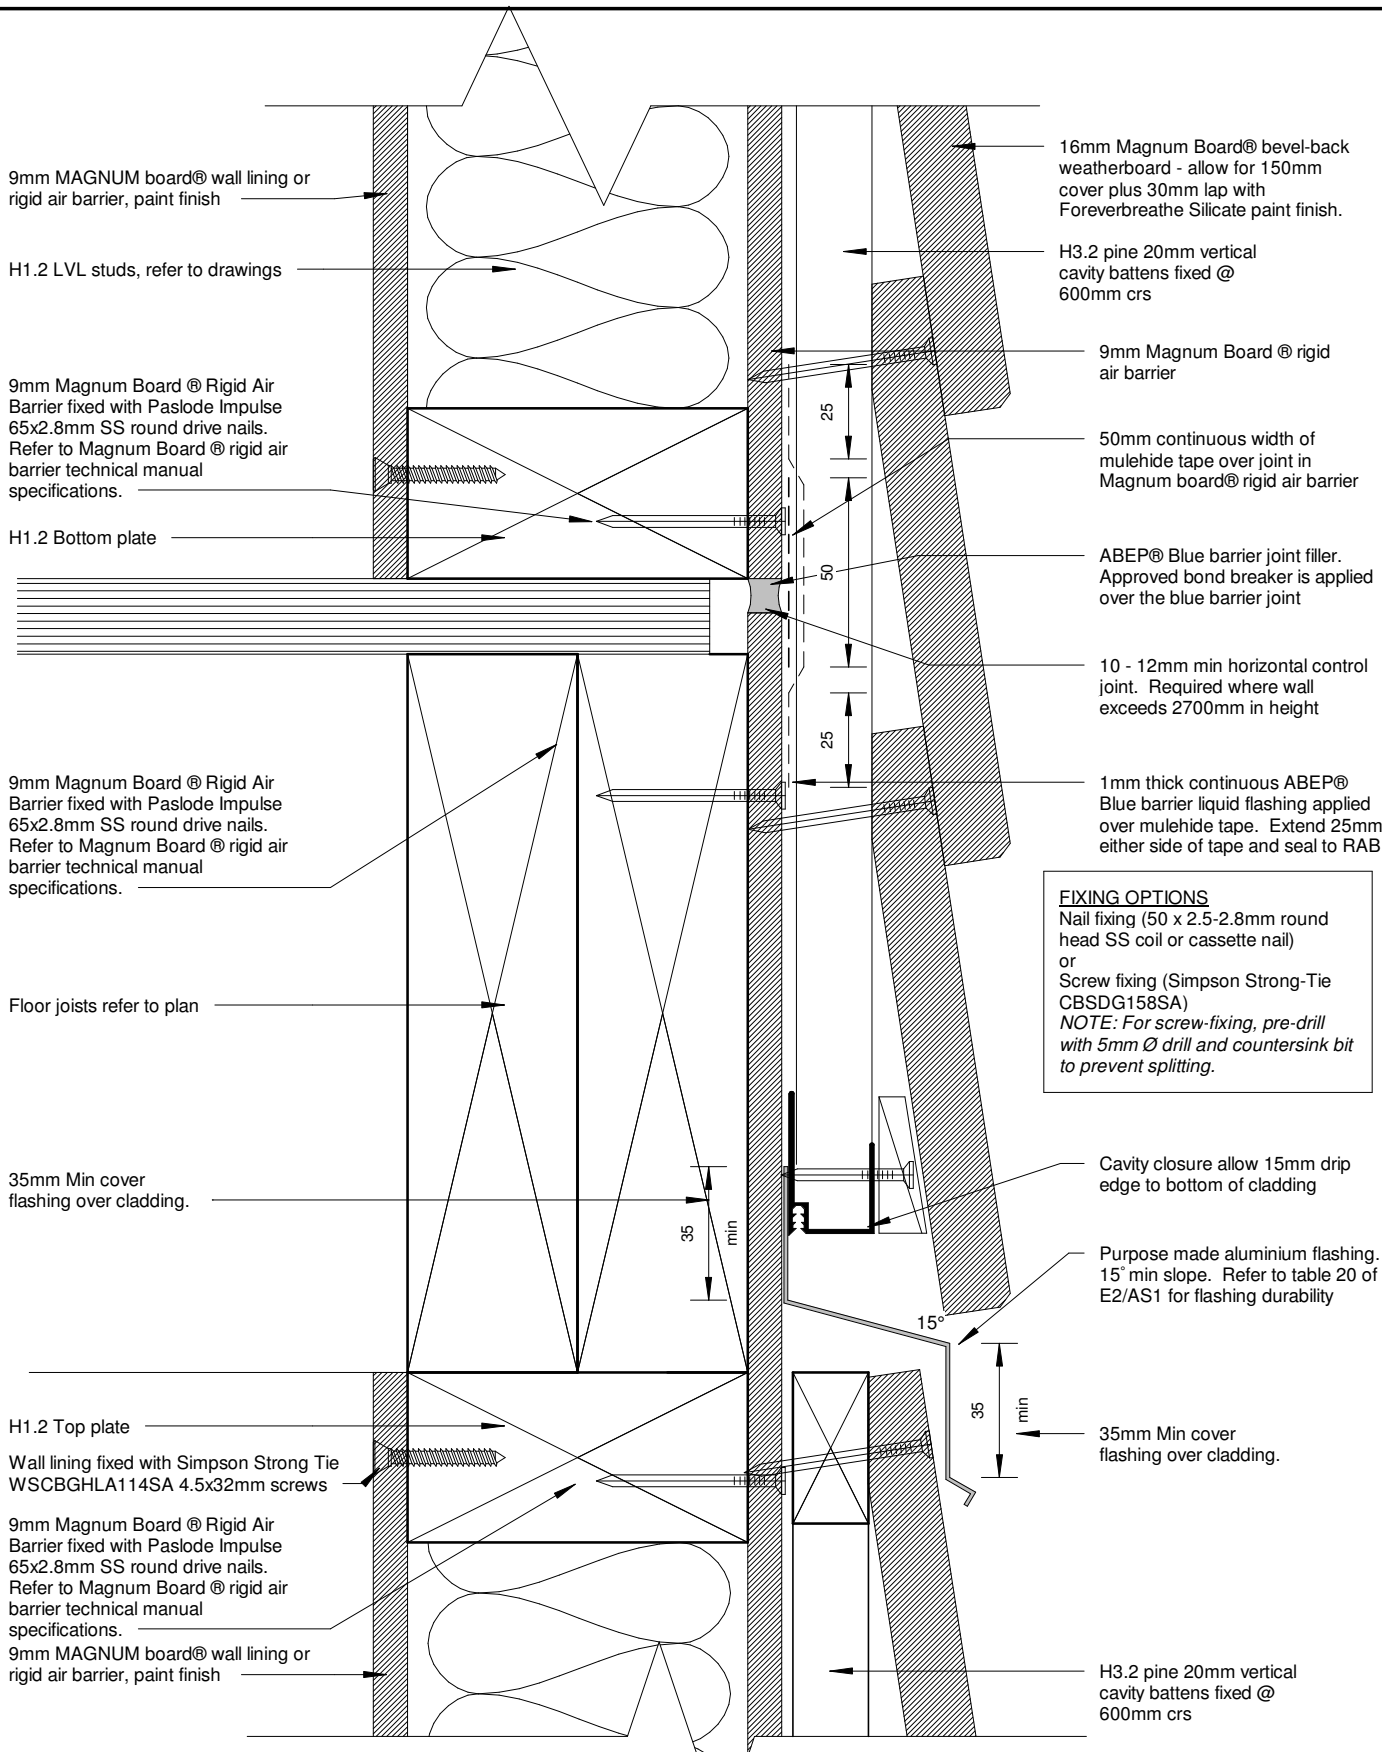 9mm MAGNUM board® wall lining or
rigid air barrier, paint finish
H1.2 LVL studs, refer to drawings
9mm Magnum Board ® Rigid Air
Barrier fixed with Paslode Impulse
65x2.8mm SS round drive nails.
Refer to Magnum Board ® rigid air
barrier technical manual
specifications.
H1.2 Bottom plate
9mm Magnum Board ® Rigid Air
Barrier fixed with Paslode Impulse
65x2.8mm SS round drive nails.
Refer to Magnum Board ® rigid air
barrier technical manual
specifications.
Floor joists refer to plan
35mm Min cover
flashing over cladding.
H1.2 Top plate
Wall lining fixed with Simpson Strong Tie
WSCBGHLA114SA 4.5x32mm screws
9mm Magnum Board ® Rigid Air
Barrier fixed with Paslode Impulse
65x2.8mm SS round drive nails.
Refer to Magnum Board ® rigid air
barrier technical manual
specifications.
9mm MAGNUM board® wall lining or
rigid air barrier, paint finish
25
50
25
35
min
15°
35
min
16mm Magnum Board® bevel-back
weatherboard - allow for 150mm
cover plus 30mm lap with
Foreverbreathe Silicate paint finish.
H3.2 pine 20mm vertical
cavity battens fixed @
600mm crs
9mm Magnum Board ® rigid
air barrier
50mm continuous width of
mulehide tape over joint in
Magnum board® rigid air barrier
ABEP® Blue barrier joint filler.
Approved bond breaker is applied
over the blue barrier joint
10 - 12mm min horizontal control
joint. Required where wall
exceeds 2700mm in height
1mm thick continuous ABEP®
Blue barrier liquid flashing applied
over mulehide tape. Extend 25mm
either side of tape and seal to RAB
FIXING OPTIONS
Nail fixing (50 x 2.5-2.8mm round
head SS coil or cassette nail)
or
Screw fixing (Simpson Strong-Tie
CBSDG158SA)
NOTE: For screw-fixing, pre-drill
with 5mm Ø drill and countersink bit
to prevent splitting.
Cavity closure allow 15mm drip
edge to bottom of cladding
Purpose made aluminium flashing.
15° min slope. Refer to table 20 of
E2/AS1 for flashing durability
35mm Min cover
flashing over cladding.
H3.2 pine 20mm vertical
cavity battens fixed @
600mm crs